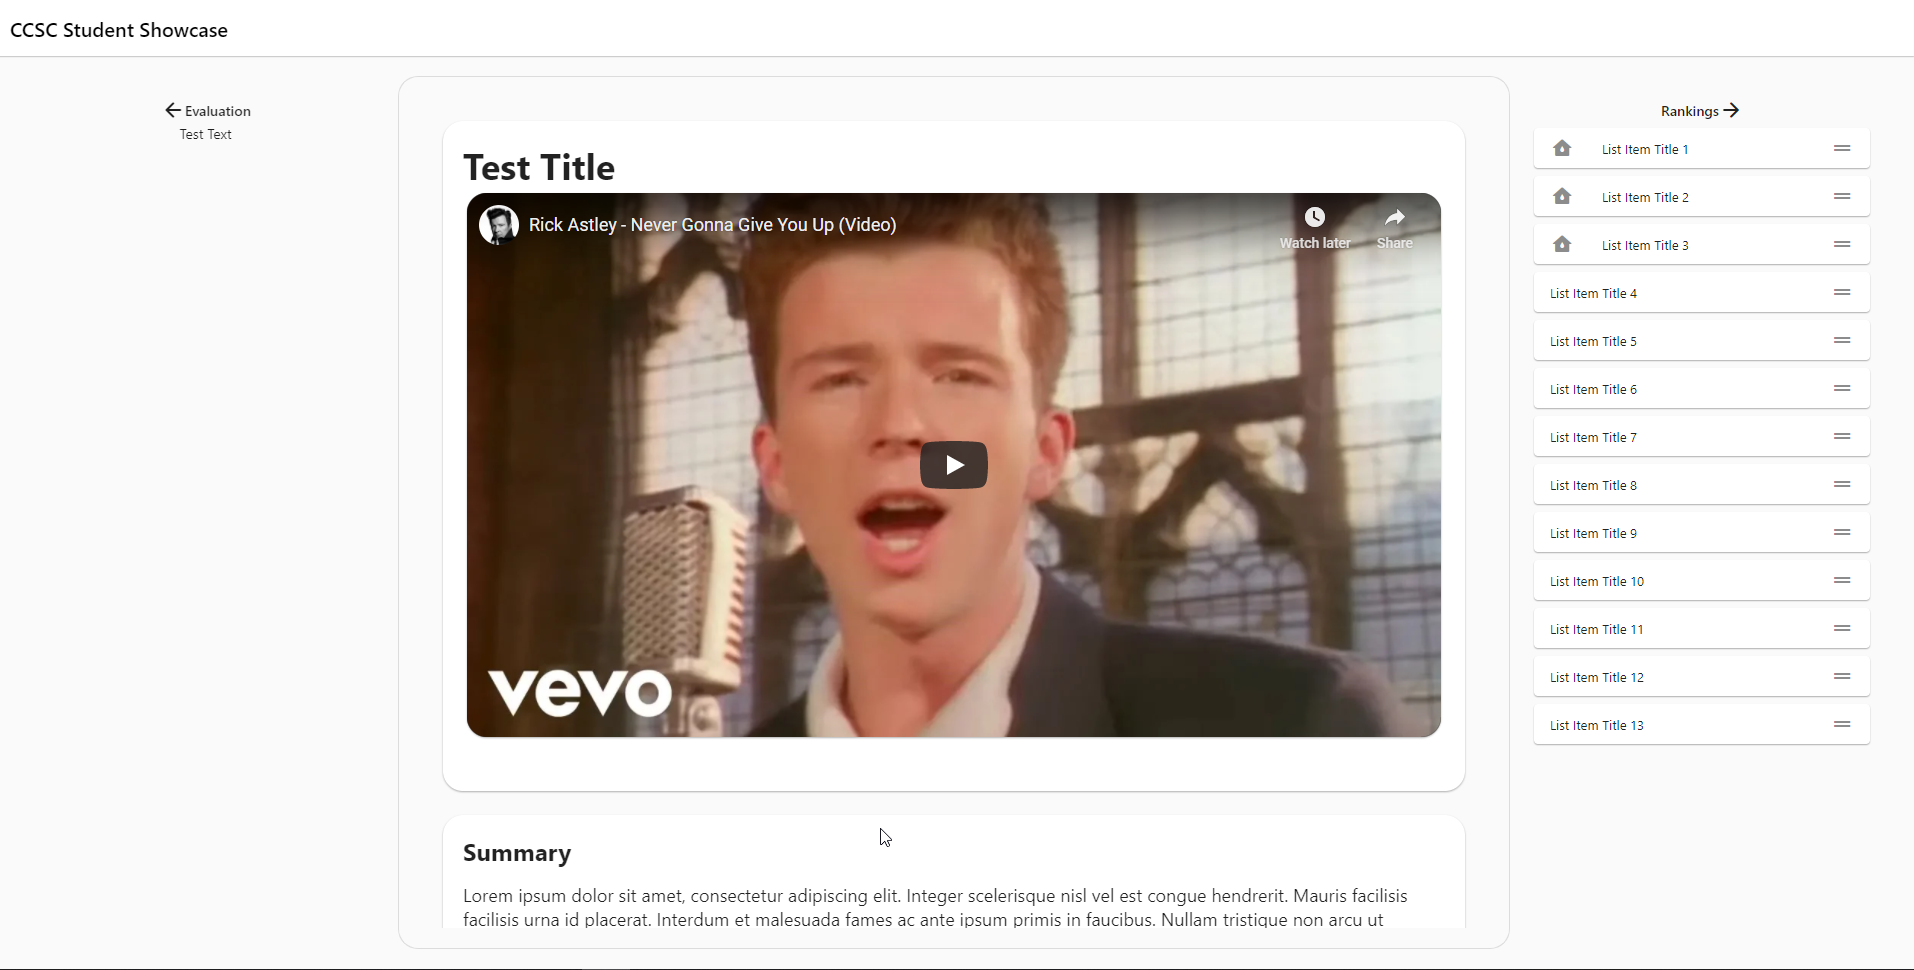 CCSC Student Showcase
Evaluation
Test Text
Test Title
Rick Astley - Never Gonna Give You Up (Video)
Watch later
Share
vevo
Summary
Lorem ipsum dolor sit amet, consectetur adipiscing elit. Integer scelerisque nisl vel est congue hendrerit. Mauris facilisis
facilisis urna id placerat. Interdum et malesuada fames ac ante ipsum primis in faucibus. Nullam tristique non arcu ut
Rankings
List Item Title 1
List Item Title 2
List Item Title 3
List Item Title 4
List Item Title 5
List Item Title 6
List Item Title 7
List Item Title 8
List Item Title 9
List Item Title 10
List Item Title 11
List Item Title 12
List Item Title 13